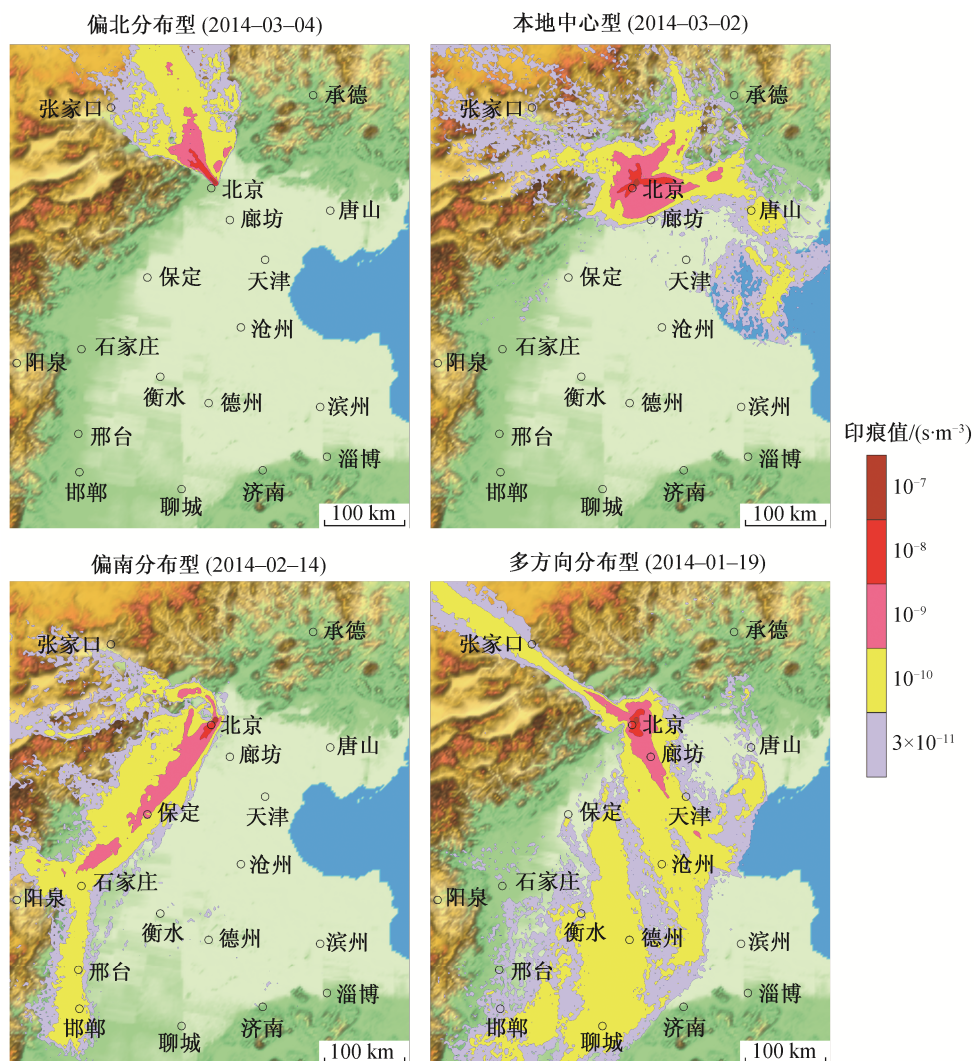 偏北分布型 (2014–03–04)
张家口
承德
北京
廊坊
唐山
保定
天津
沧州
石家庄
阳泉
衡水
德州
滨州
邢台
淄博
邯郸
聊城
济南
100 km
本地中心型 (2014–03–02)
张家口
承德
北京
廊坊
唐山
保定
天津
沧州
石家庄
阳泉
衡水
德州
滨州
邢台
淄博
邯郸
聊城
济南
100 km
偏南分布型 (2014–02–14)
张家口
承德
北京
廊坊
唐山
保定
天津
沧州
石家庄
阳泉
衡水
德州
滨州
邢台
淄博
邯郸
聊城
济南
100 km
多方向分布型 (2014–01–19)
张家口
承德
北京
廊坊
唐山
保定
天津
沧州
石家庄
阳泉
衡水
德州
滨州
邢台
淄博
邯郸
聊城
济南
100 km
印痕值/(s·m⁻³)
10⁻⁷
10⁻⁸
10⁻⁹
10⁻¹⁰
3×10⁻¹¹